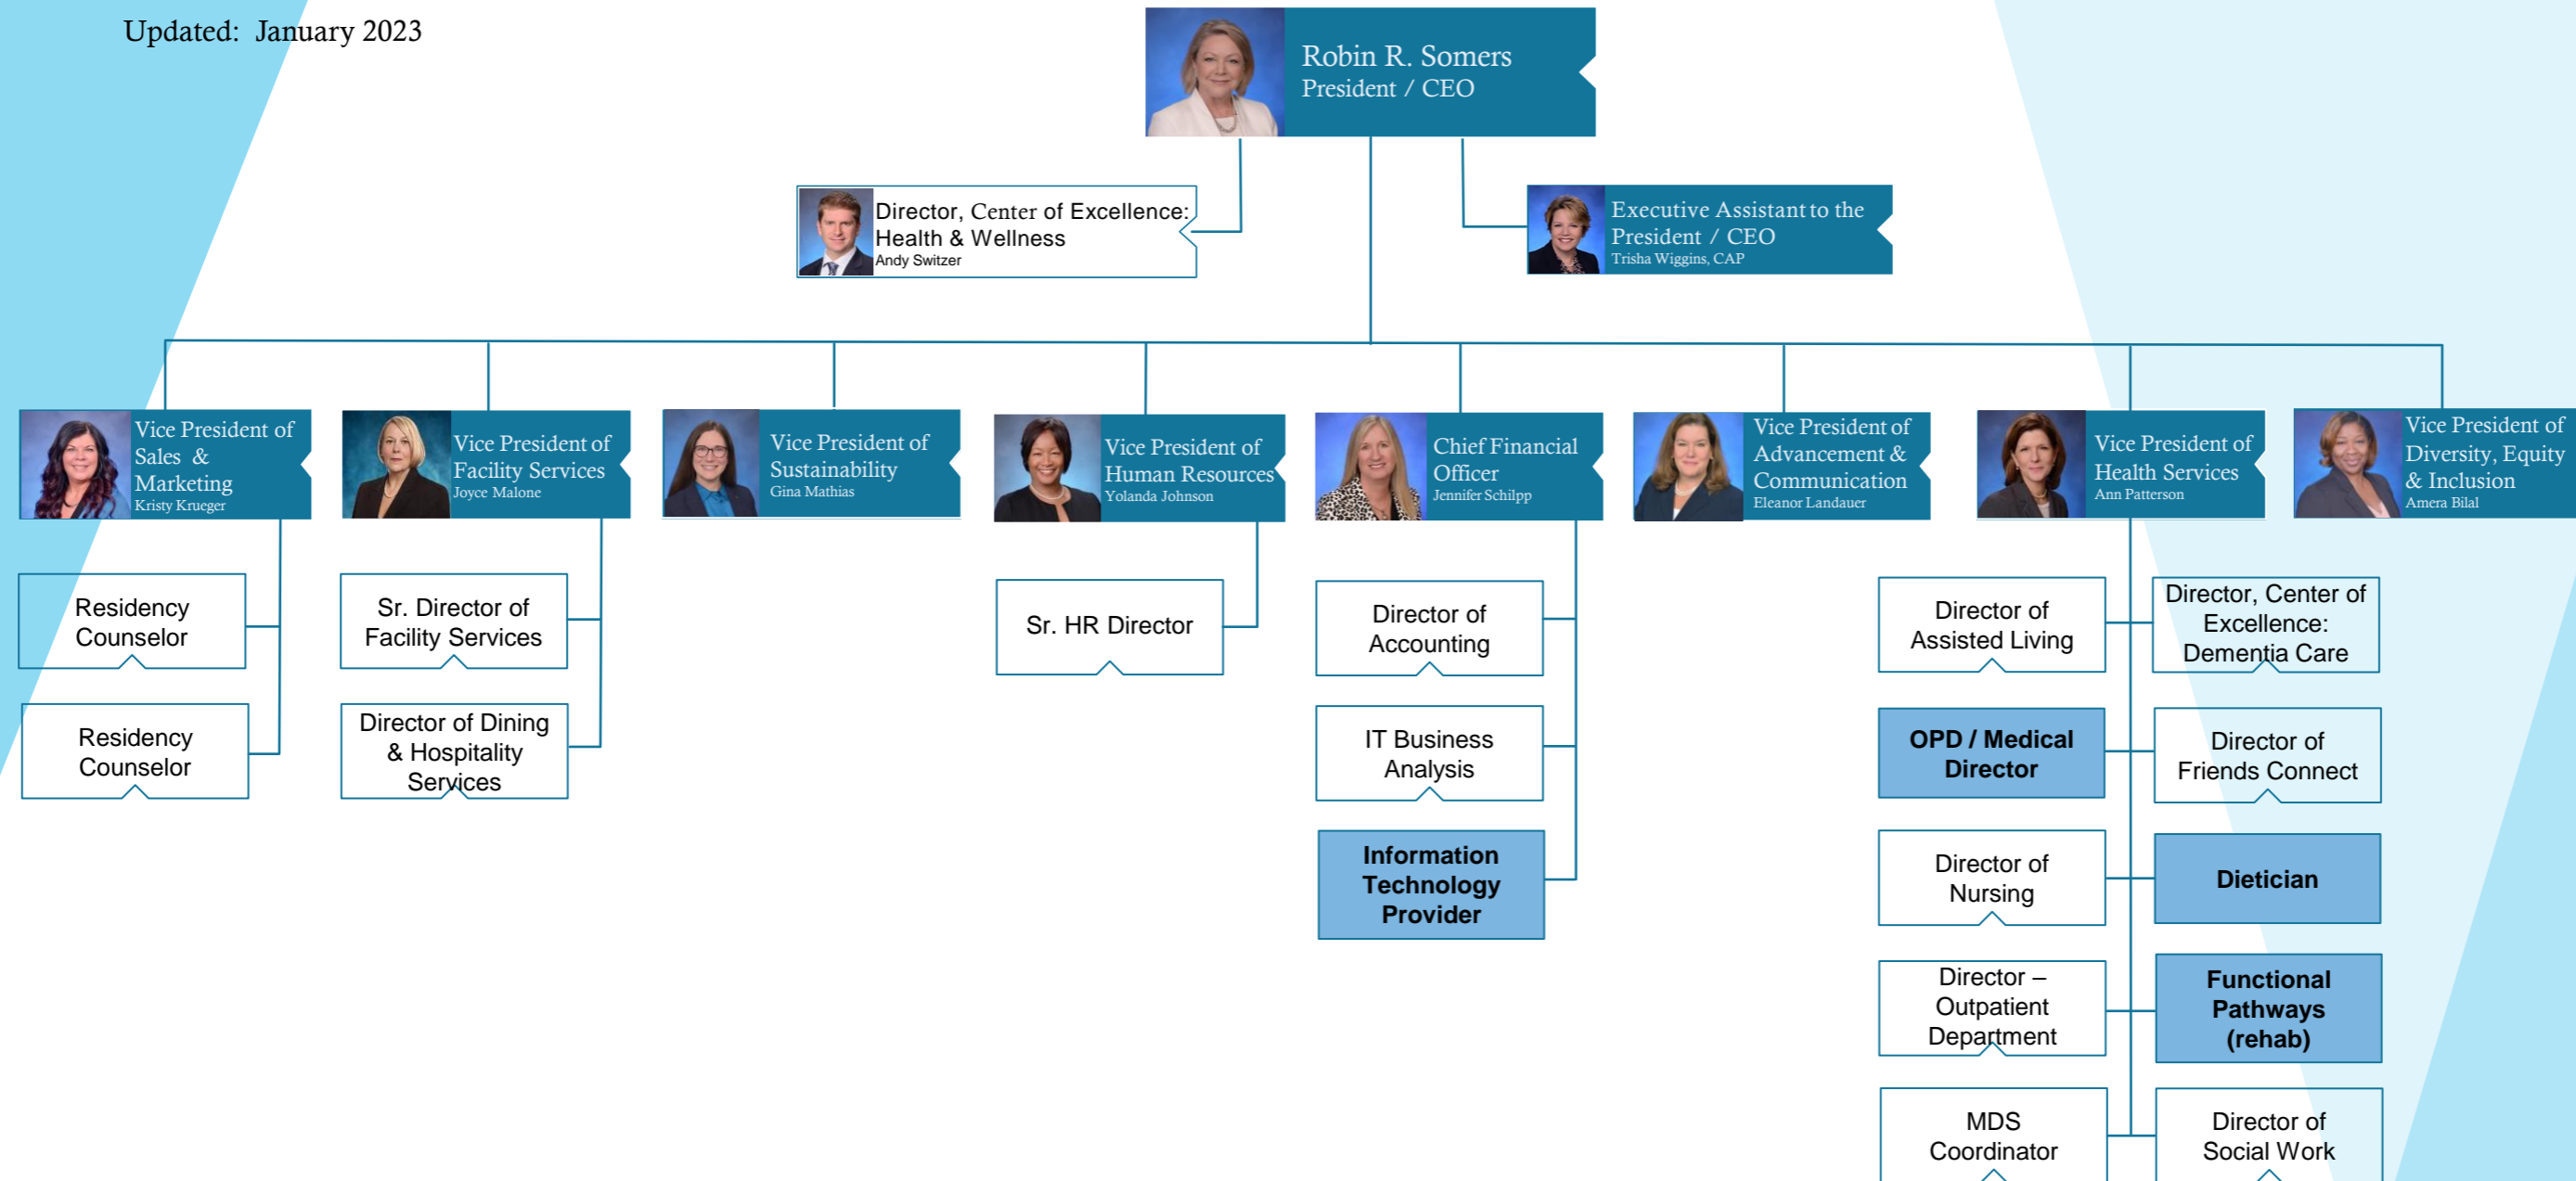 Updated: January 2023
Robin R. Somers
President / CEO
Director, Center of Excellence:
Health & Wellness
Andy Switzer
Executive Assistant to the
President / CEO
Trisha Wiggins, CAP
Vice President of
Sales &
Marketing
Kristy Krueger
Vice President of
Facility Services
Joyce Malone
Vice President of
Sustainability
Gina Mathias
Vice President of
Human Resources
Yolanda Johnson
Chief Financial
Officer
Jennifer Schilpp
Vice President of
Advancement &
Communication
Eleanor Landauer
Vice President of
Health Services
Ann Patterson
Vice President of
Diversity, Equity
& Inclusion
Amera Bilal
Residency
Counselor
Residency
Counselor
Sr. Director of
Facility Services
Director of Dining
& Hospitality
Services
Sr. HR Director
Director of
Accounting
IT Business
Analysis
Information
Technology
Provider
Director of
Assisted Living
Director, Center of
Excellence:
Dementia Care
OPD / Medical
Director
Director of
Friends Connect
Director of
Nursing
Dietician
Director –
Outpatient
Department
Functional
Pathways
(rehab)
MDS
Coordinator
Director of
Social Work